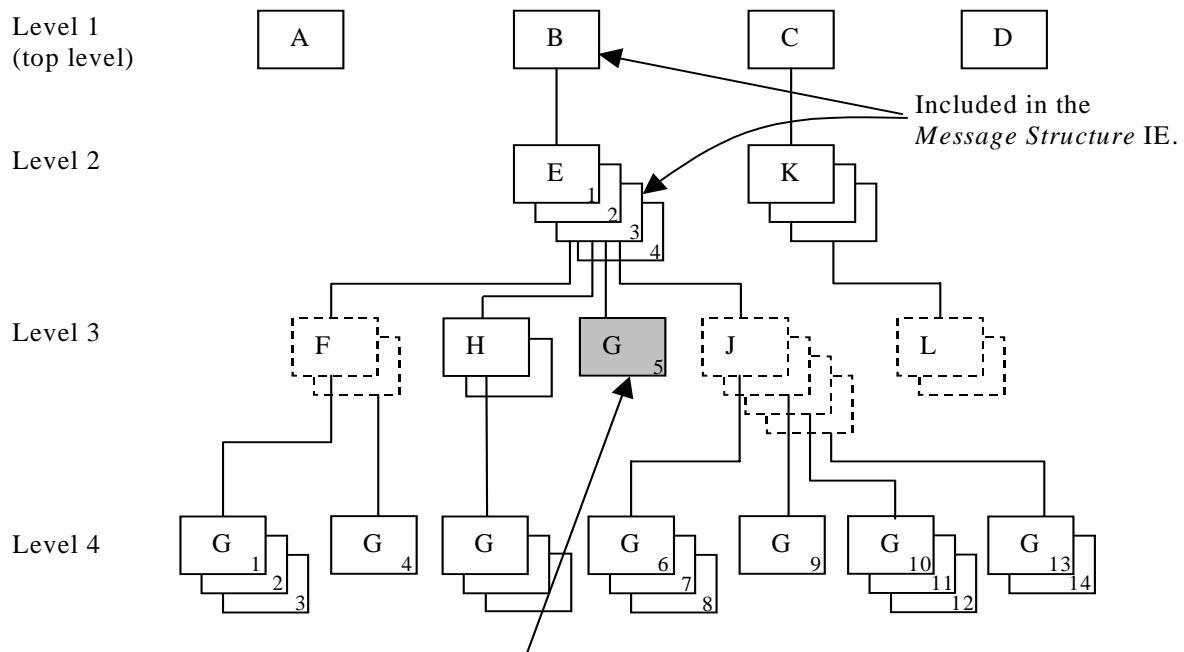 Level 1
(top level)
A
B
C
D
Included in the
Message Structure IE.
Level 2
E
1
2
3
4
K
Level 3
F
H
G
5
J
L
Level 4
G
1
2
3
G
4
G
G
6
7
8
G
9
G
10
11
12
G
13
14